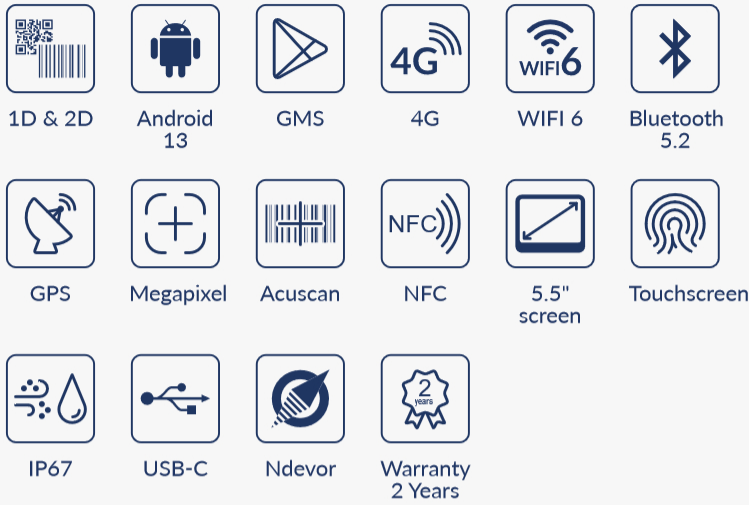 4G
WIFI6
1D & 2D
Android
13
GMS
4G
WIFI 6
Bluetooth
5.2
NFC
GPS
Megapixel
Acuscan
NFC
5.5"
screen
Touchscreen
2
years
IP67
USB-C
Ndevor
Warranty
2 Years